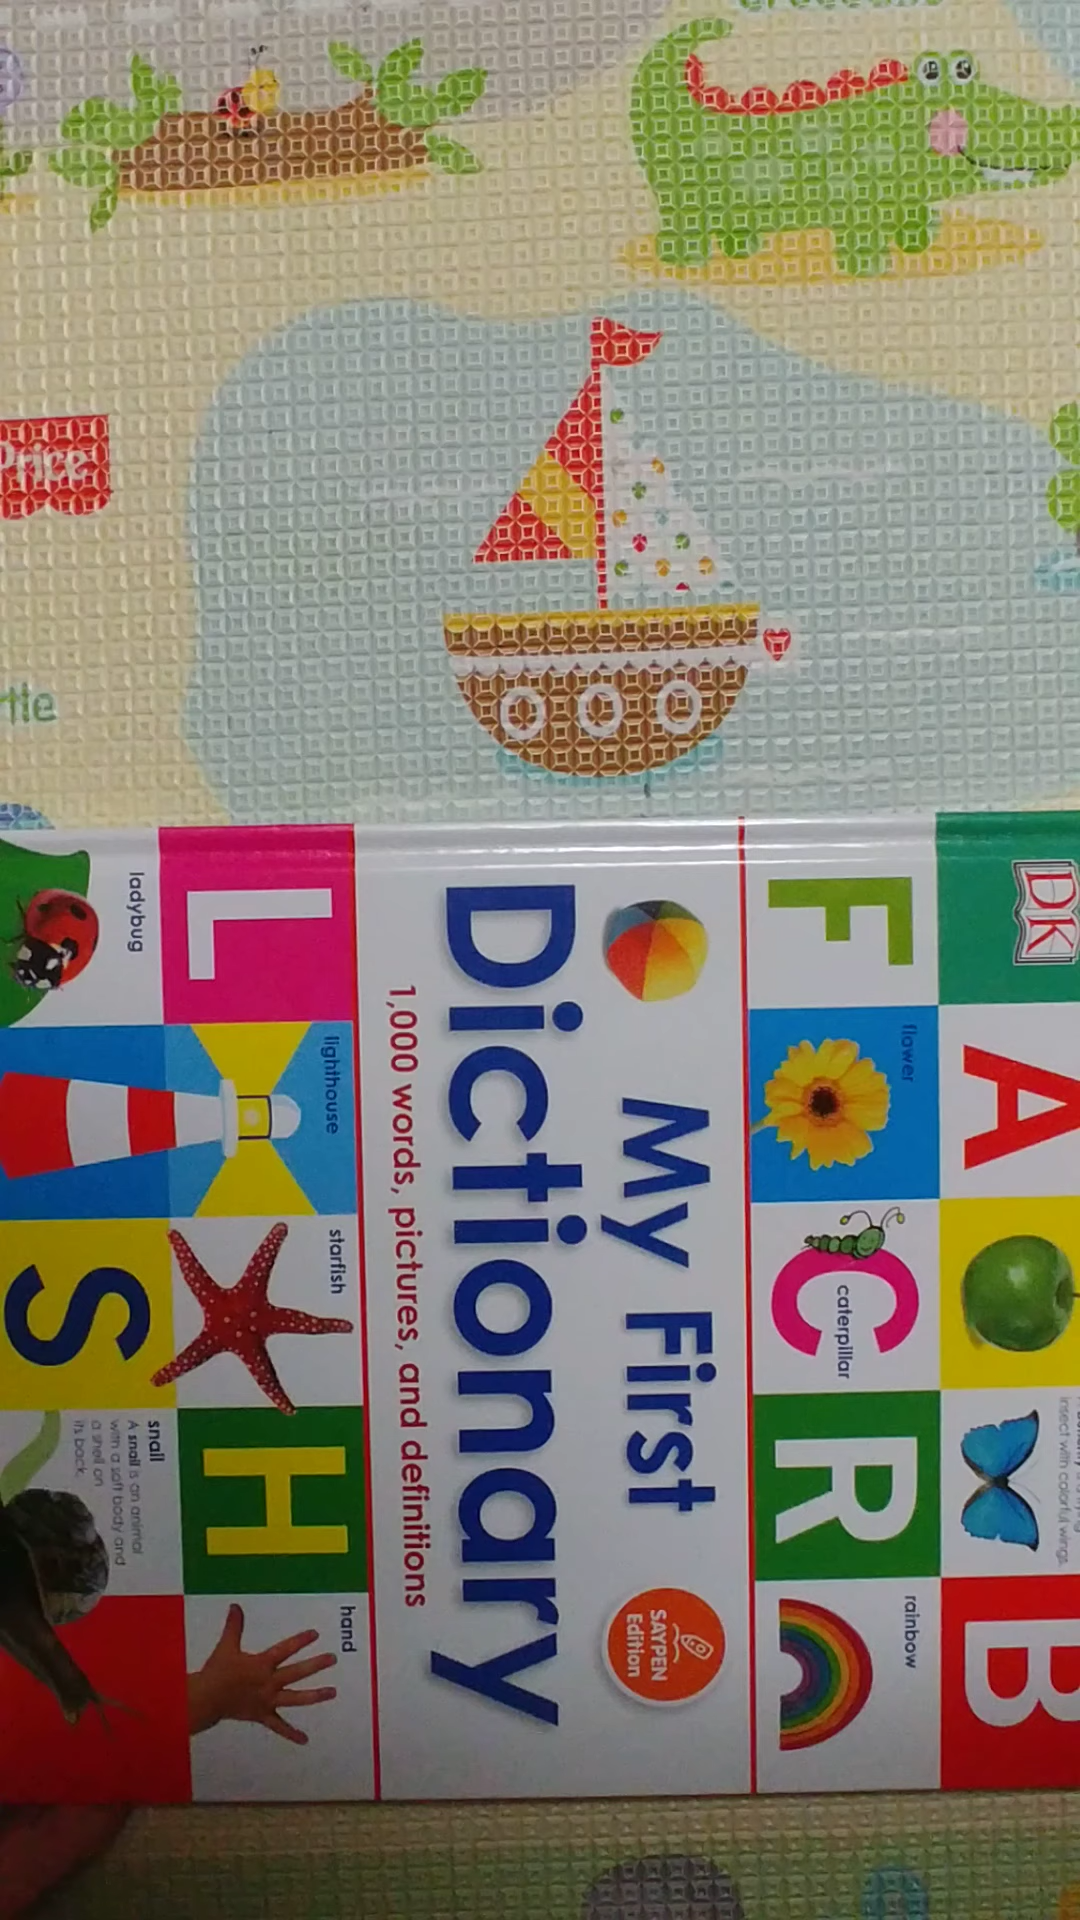 Price
tle
DK
A
B
insect with colorful wings.
F
flower
C
caterpillar
R
rainbow
My First
Dictionary
1,000 words, pictures, and definitions
SAYPEN
Edition
L
lighthouse
starfish
H
hand
ladybug
S
snail
A snail is an animal
with a soft body and
a shell on
its back.